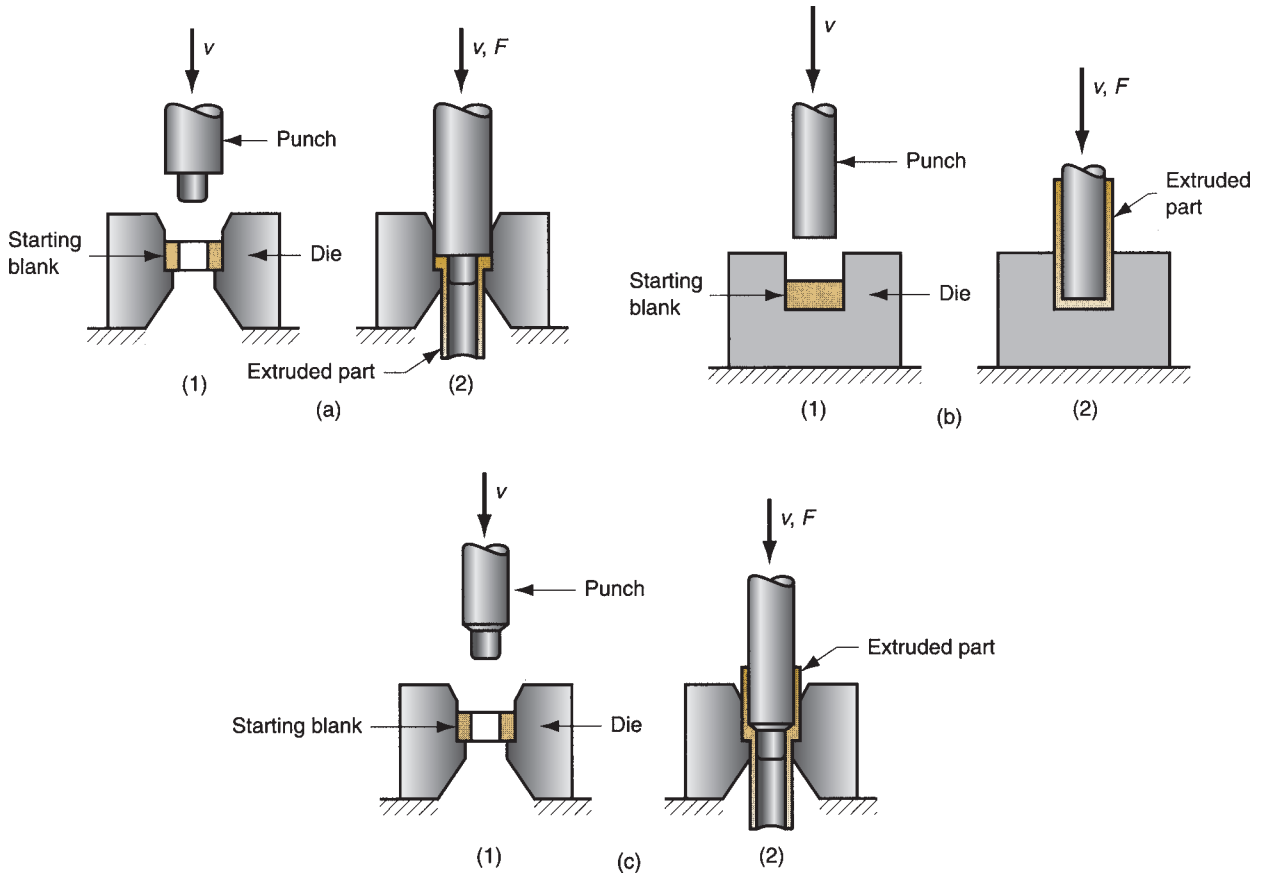 v
v, F
Punch
Starting
blank
Die
Extruded part
(1)
(2)
(a)
v
v, F
Punch
Extruded
part
Starting
blank
Die
(1)
(2)
(b)
v
v, F
Punch
Extruded part
Starting blank
Die
(1)
(2)
(c)